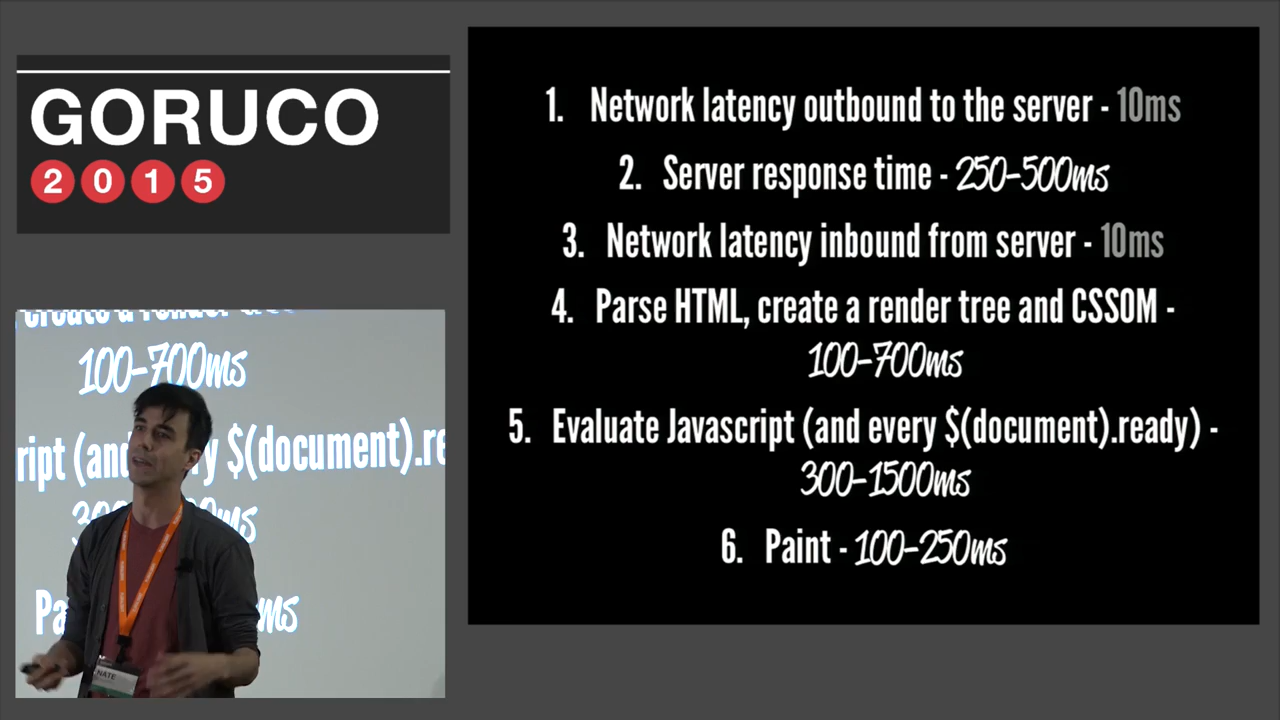 GORUCO
2015
1. Network latency outbound to the server - 10ms
2. Server response time - 250-500ms
3. Network latency inbound from server - 10ms
4. Parse HTML, create a render tree and CSSOM -
100-700ms
5. Evaluate Javascript (and every $(document).ready) -
300-1500ms
6. Paint - 100-250ms
100-700ms
ript (and every $(document).re
NATE